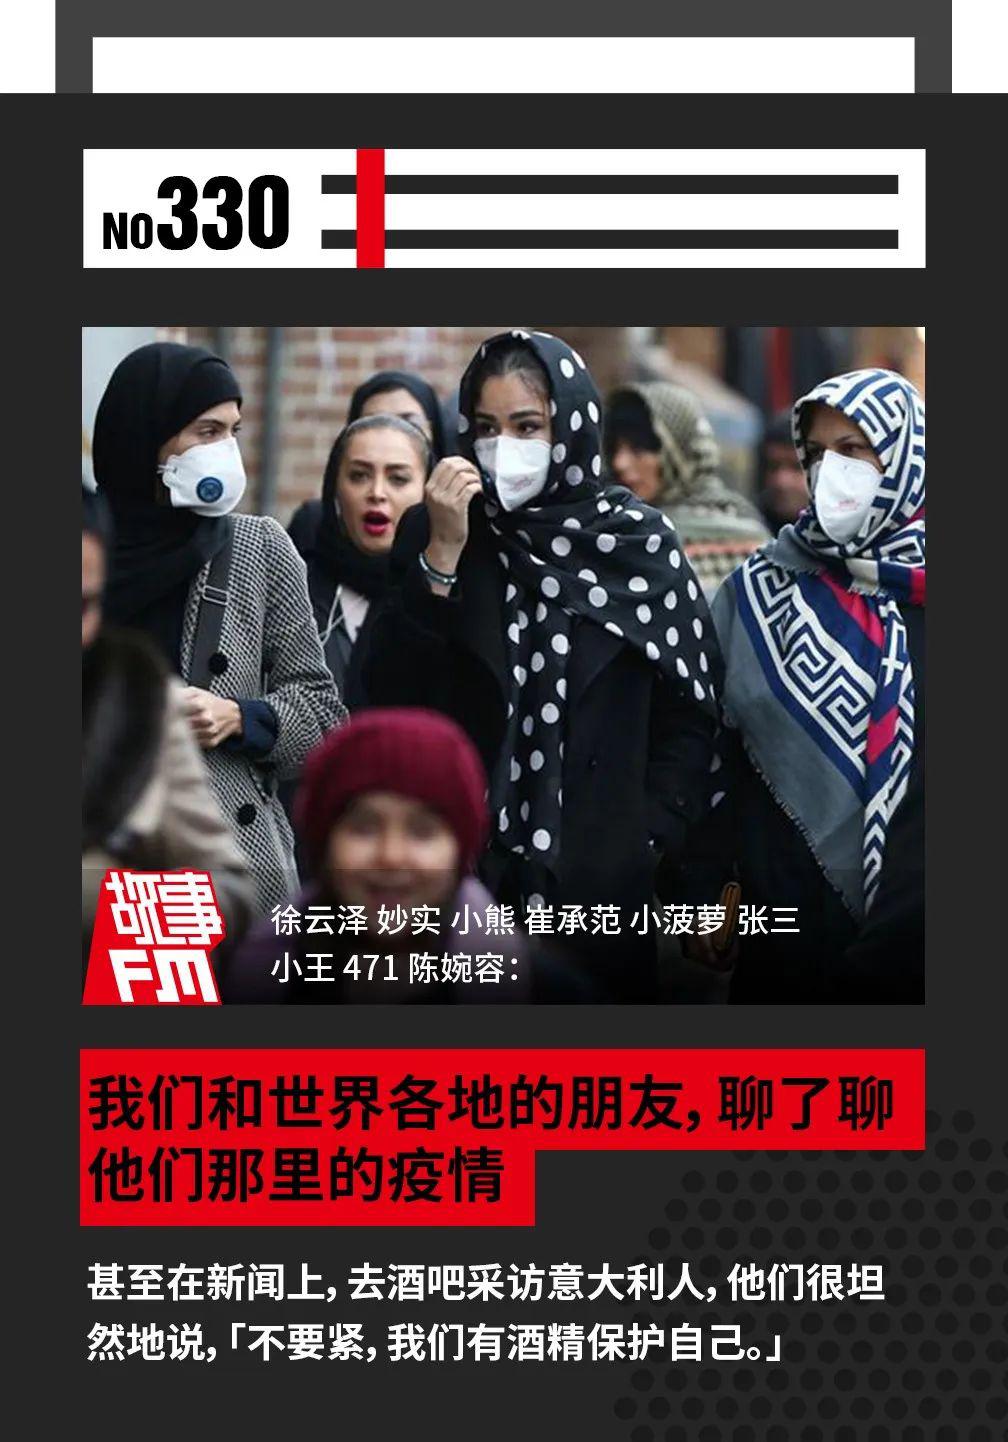 NO330
故事
FM
徐云泽 妙实 小熊 崔承范 小菠萝 张三
小王 471 陈婉容：
我们和世界各地的朋友，聊了聊
他们那里的疫情
甚至在新闻上，去酒吧采访意大利人，他们很坦
然地说，「不要紧，我们有酒精保护自己。」